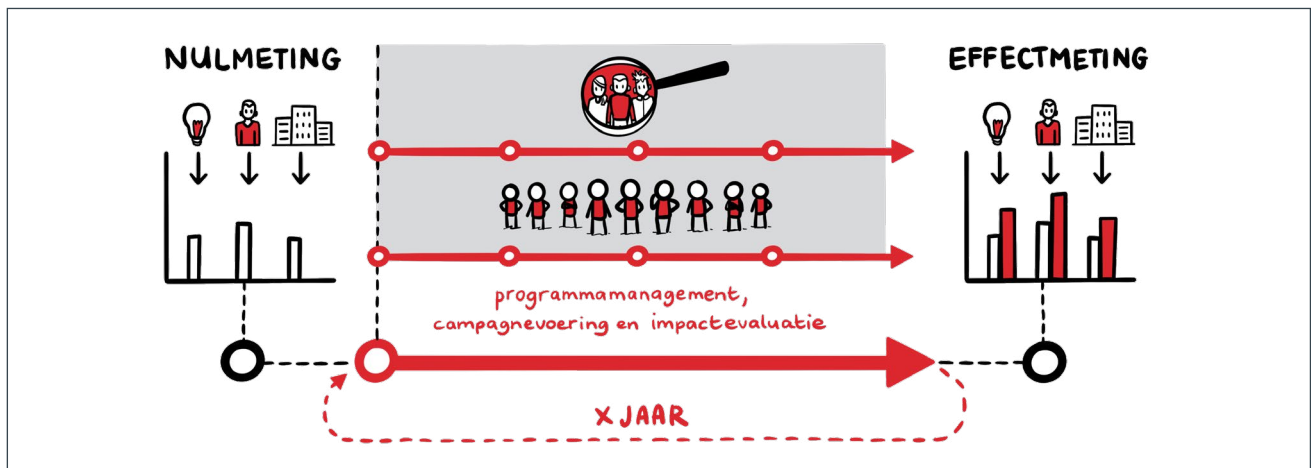 NULMETING
EFFECTMETING
programmamanagement,
campagnevoering en impactevaluatie
X JAAR